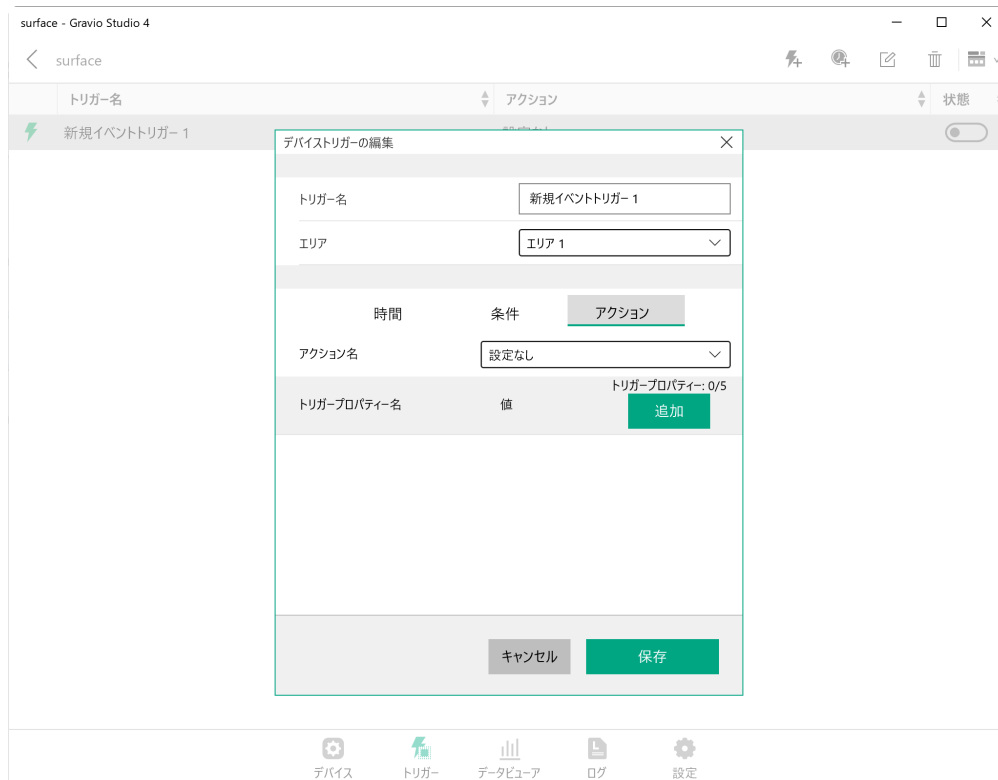 surface - Gravio Studio 4
surface
トリガー名 アクション 状態
新規イベントトリガー 1
デバイストリガーの編集
トリガー名 新規イベントトリガー 1
エリア エリア 1
時間 条件 アクション
アクション名 設定なし
トリガープロパティー: 0/5
トリガープロパティー名 値 追加
キャンセル 保存
デバイス トリガー データビューア ログ 設定